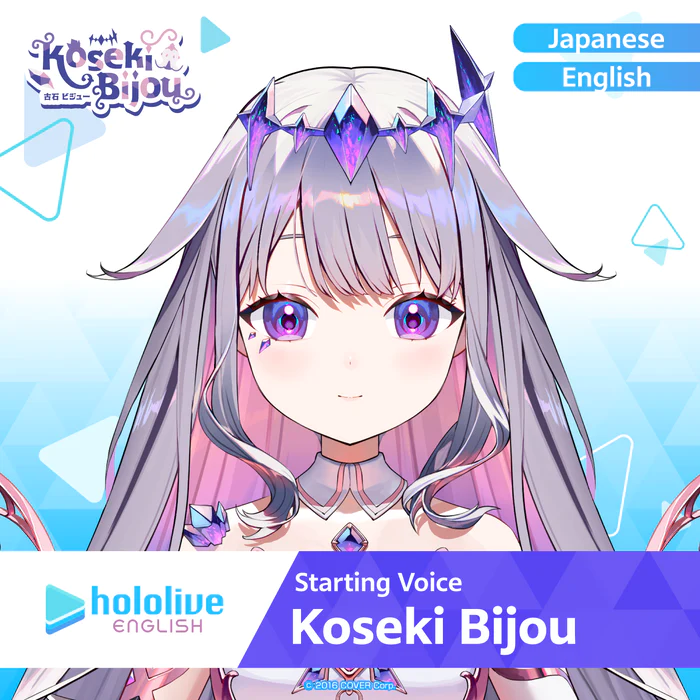 Koseki
Bijou
古石 ビジュー
Japanese
English
hololive
ENGLISH
Starting Voice
Koseki Bijou
© 2016 COVER Corp.